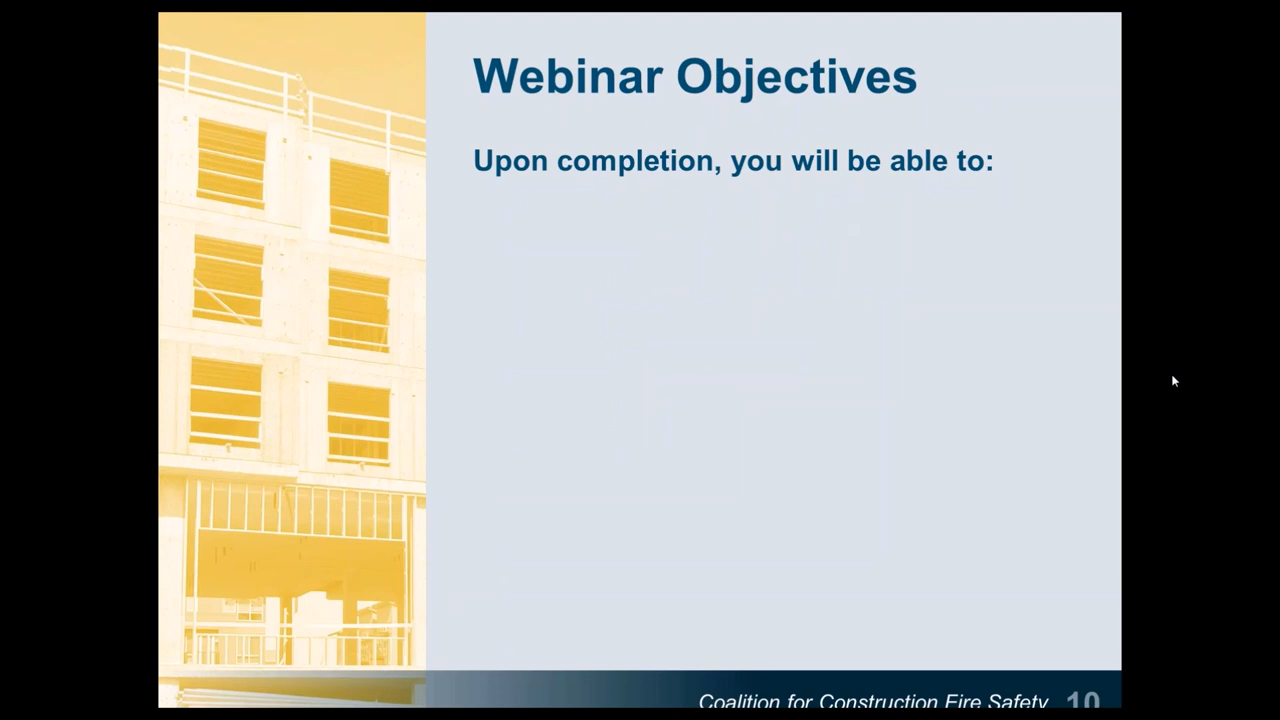 Webinar Objectives
Upon completion, you will be able to:
Coalition for Construction Fire Safety 10